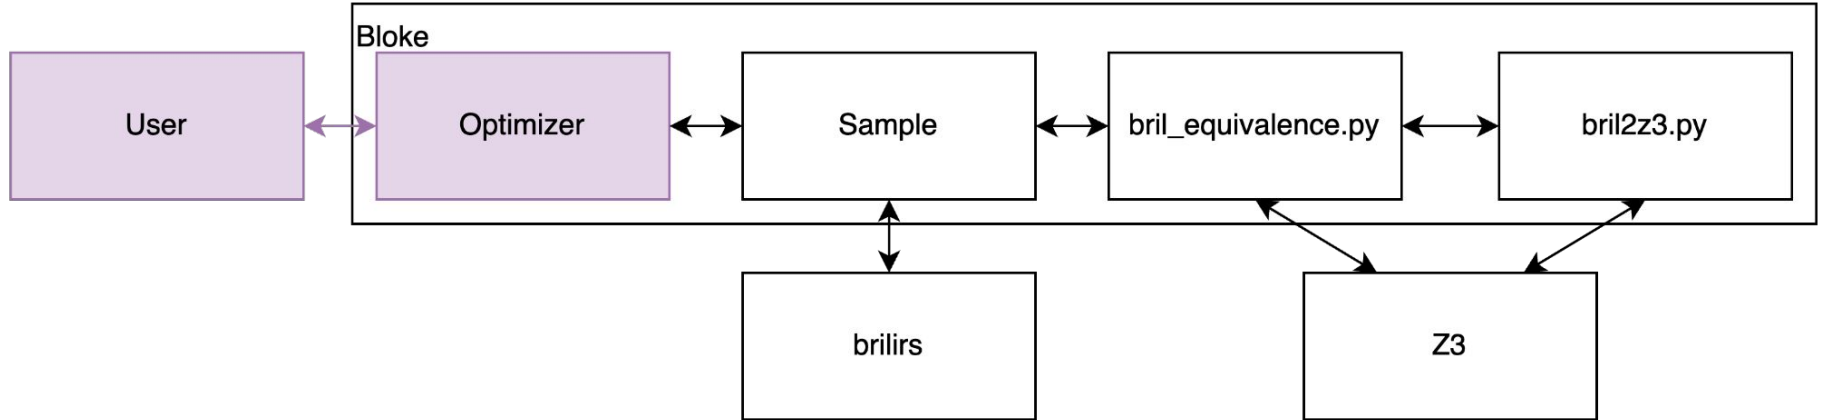 Bloke
User
Optimizer
Sample
bril_equivalence.py
bril2z3.py
brilirs
Z3